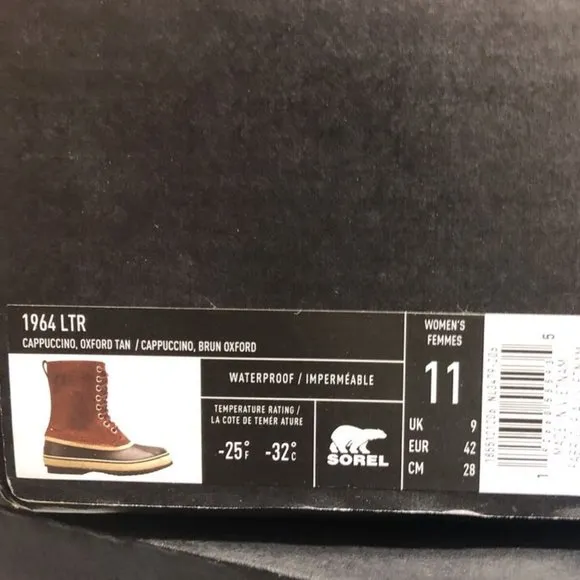 1964 LTR
CAPPUCCINO, OXFORD TAN / CAPPUCCINO, BRUN OXFORD
WATERPROOF / IMPERMÉABLE
TEMPERATURE RATING /
LA COTE DE TEMÉR ATURE
-25°F -32°C
SOREL
WOMEN'S
FEMMES
11
UK 9
EUR 42
CM 28